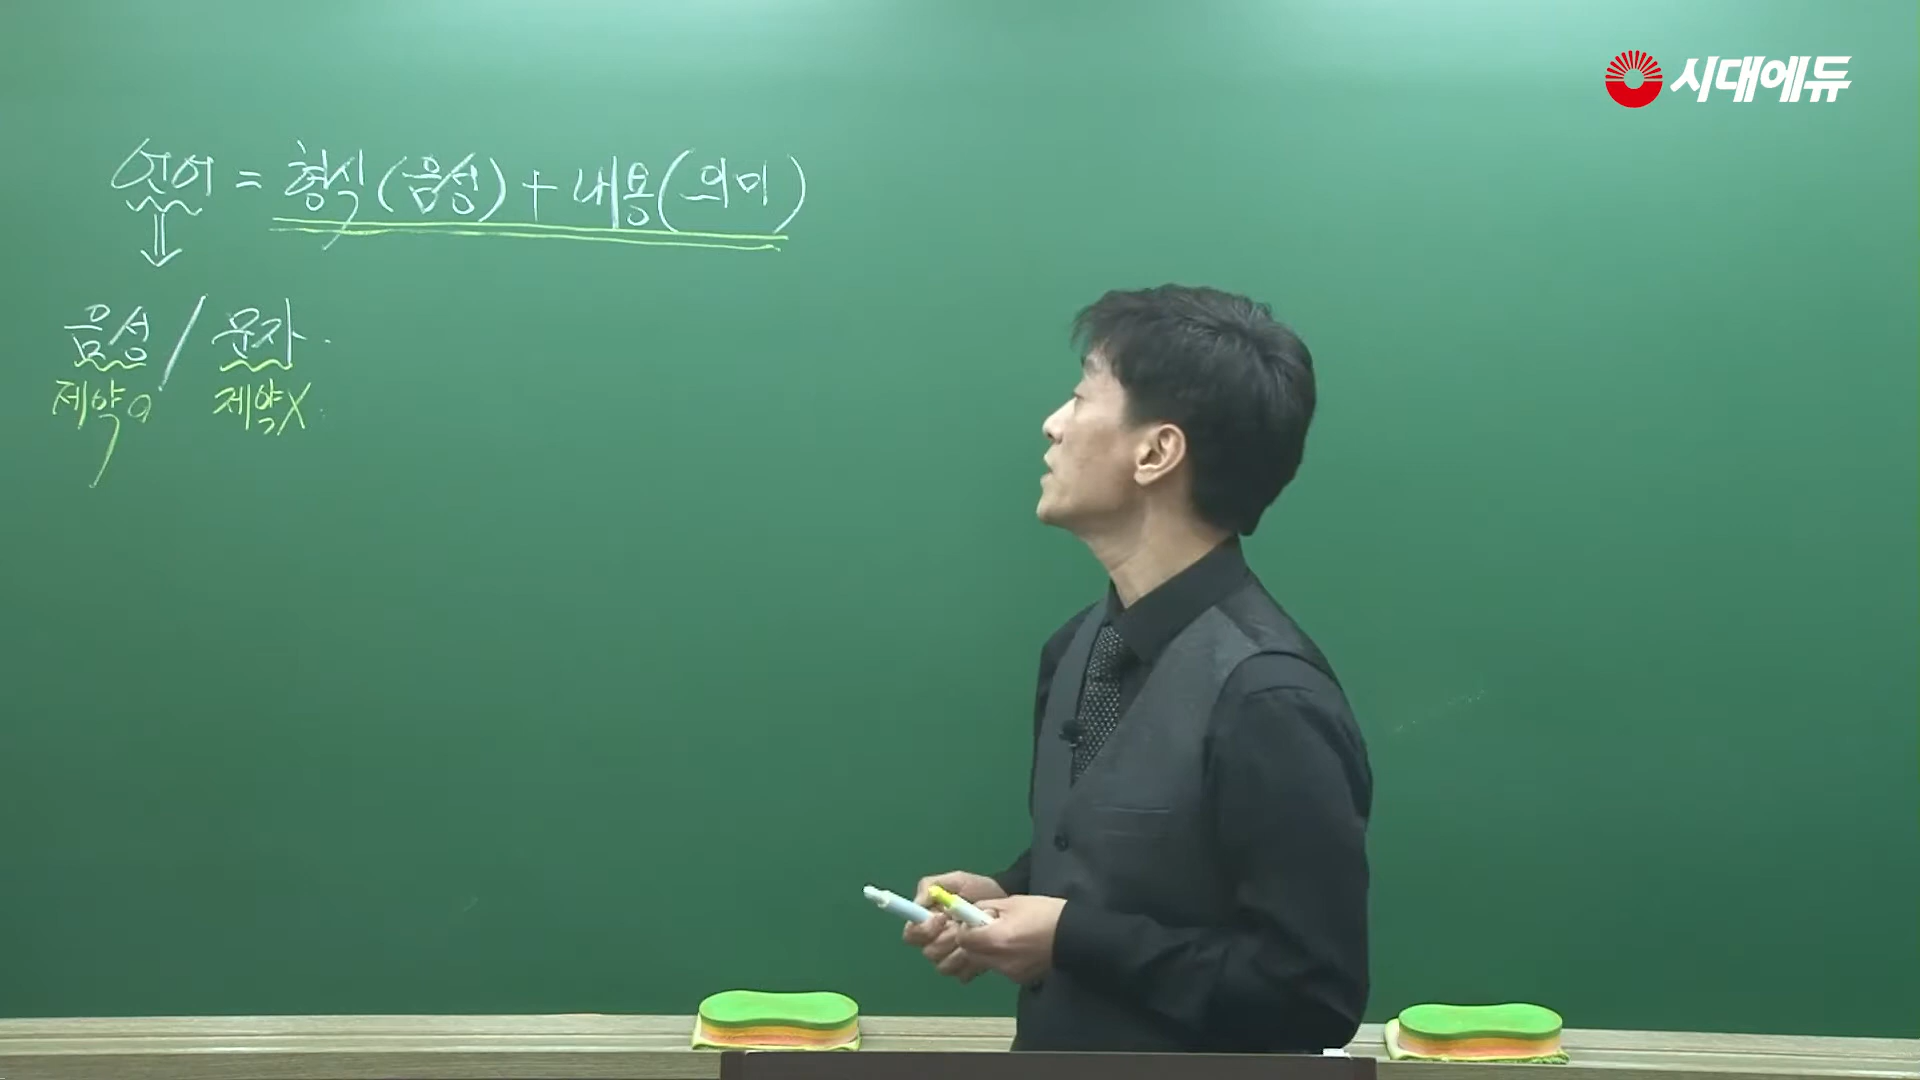 시대에듀
언어 = 형식(음성) + 내용(의미)
음성 / 문자.
제약o 제약X.